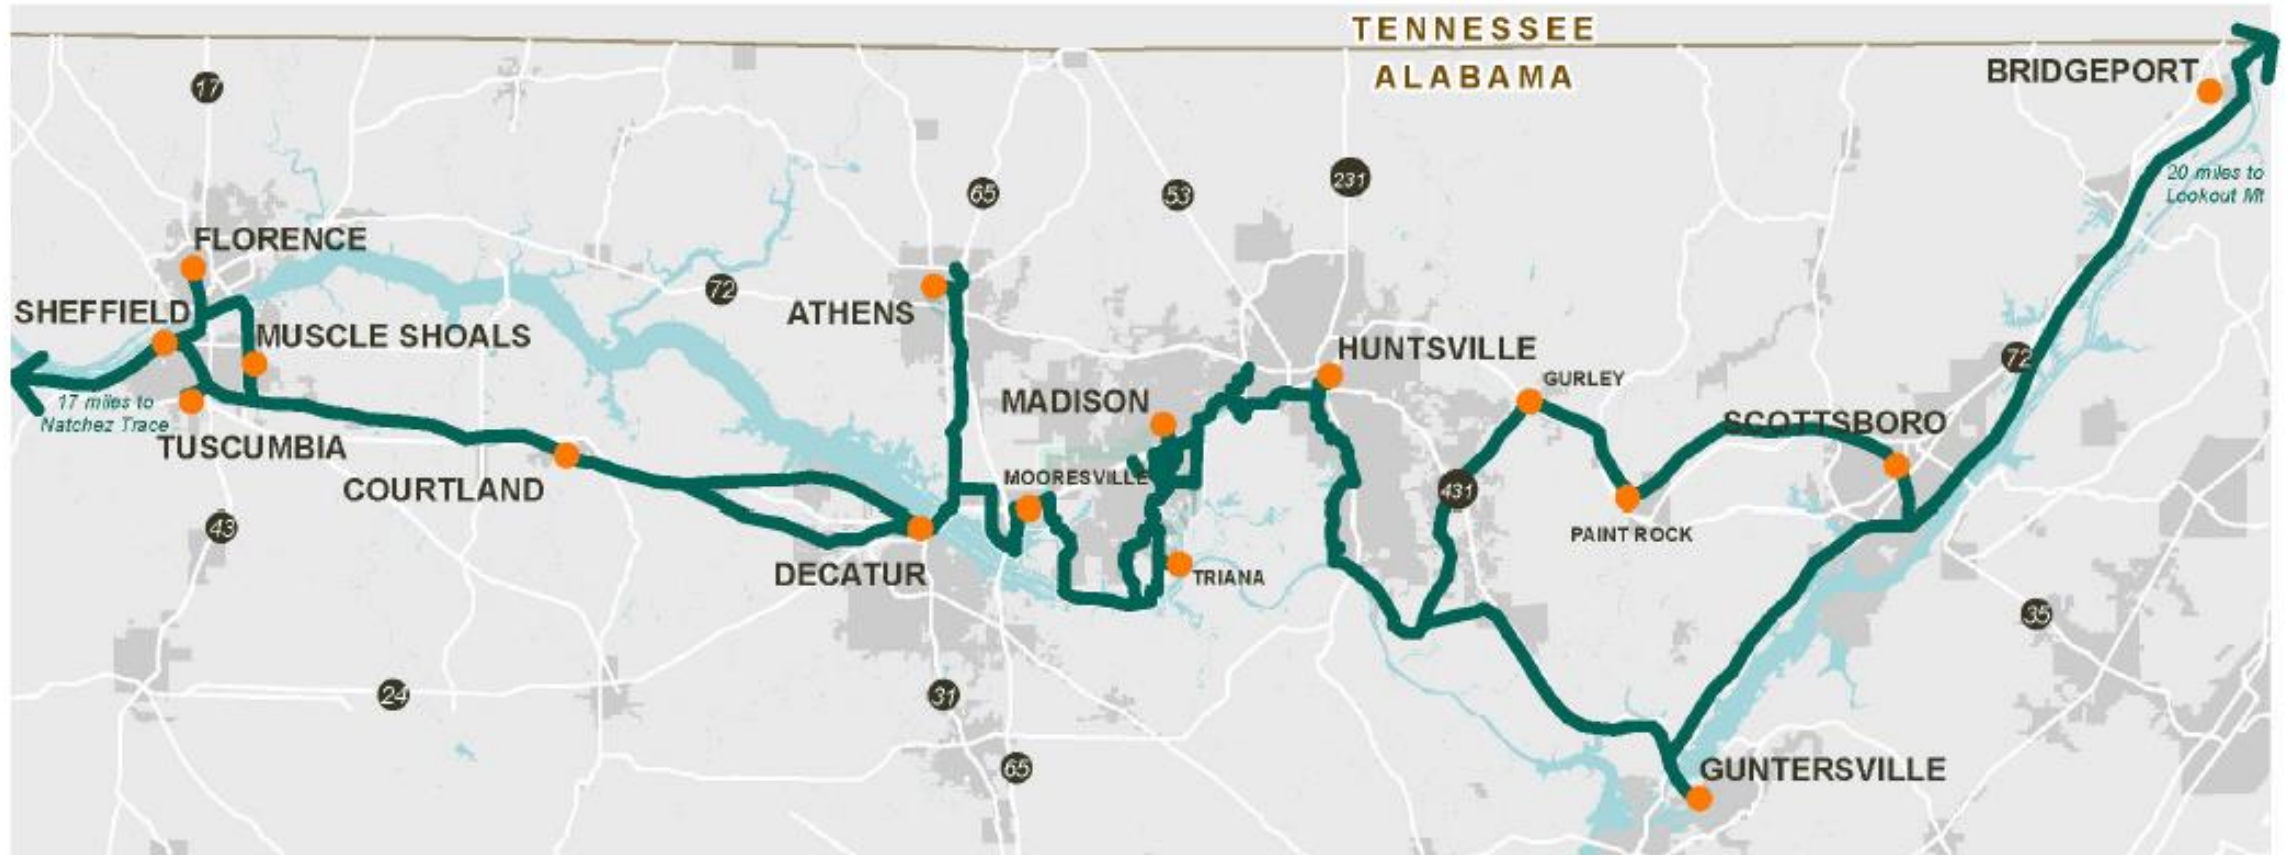 TENNESSEE
ALABAMA
BRIDGEPORT
17
65
53
231
20 miles to
Lookout Mt
FLORENCE
72
SHEFFIELD
ATHENS
MUSCLE SHOALS
HUNTSVILLE
72
GURLEY
17 miles to
Natchez Trace
MADISON
SCOTTSBORO
TUSCUMBIA
MOORESVILLE
COURTLAND
431
43
PAINT ROCK
DECATUR
TRIANA
35
24
31
65
GUNTERSVILLE